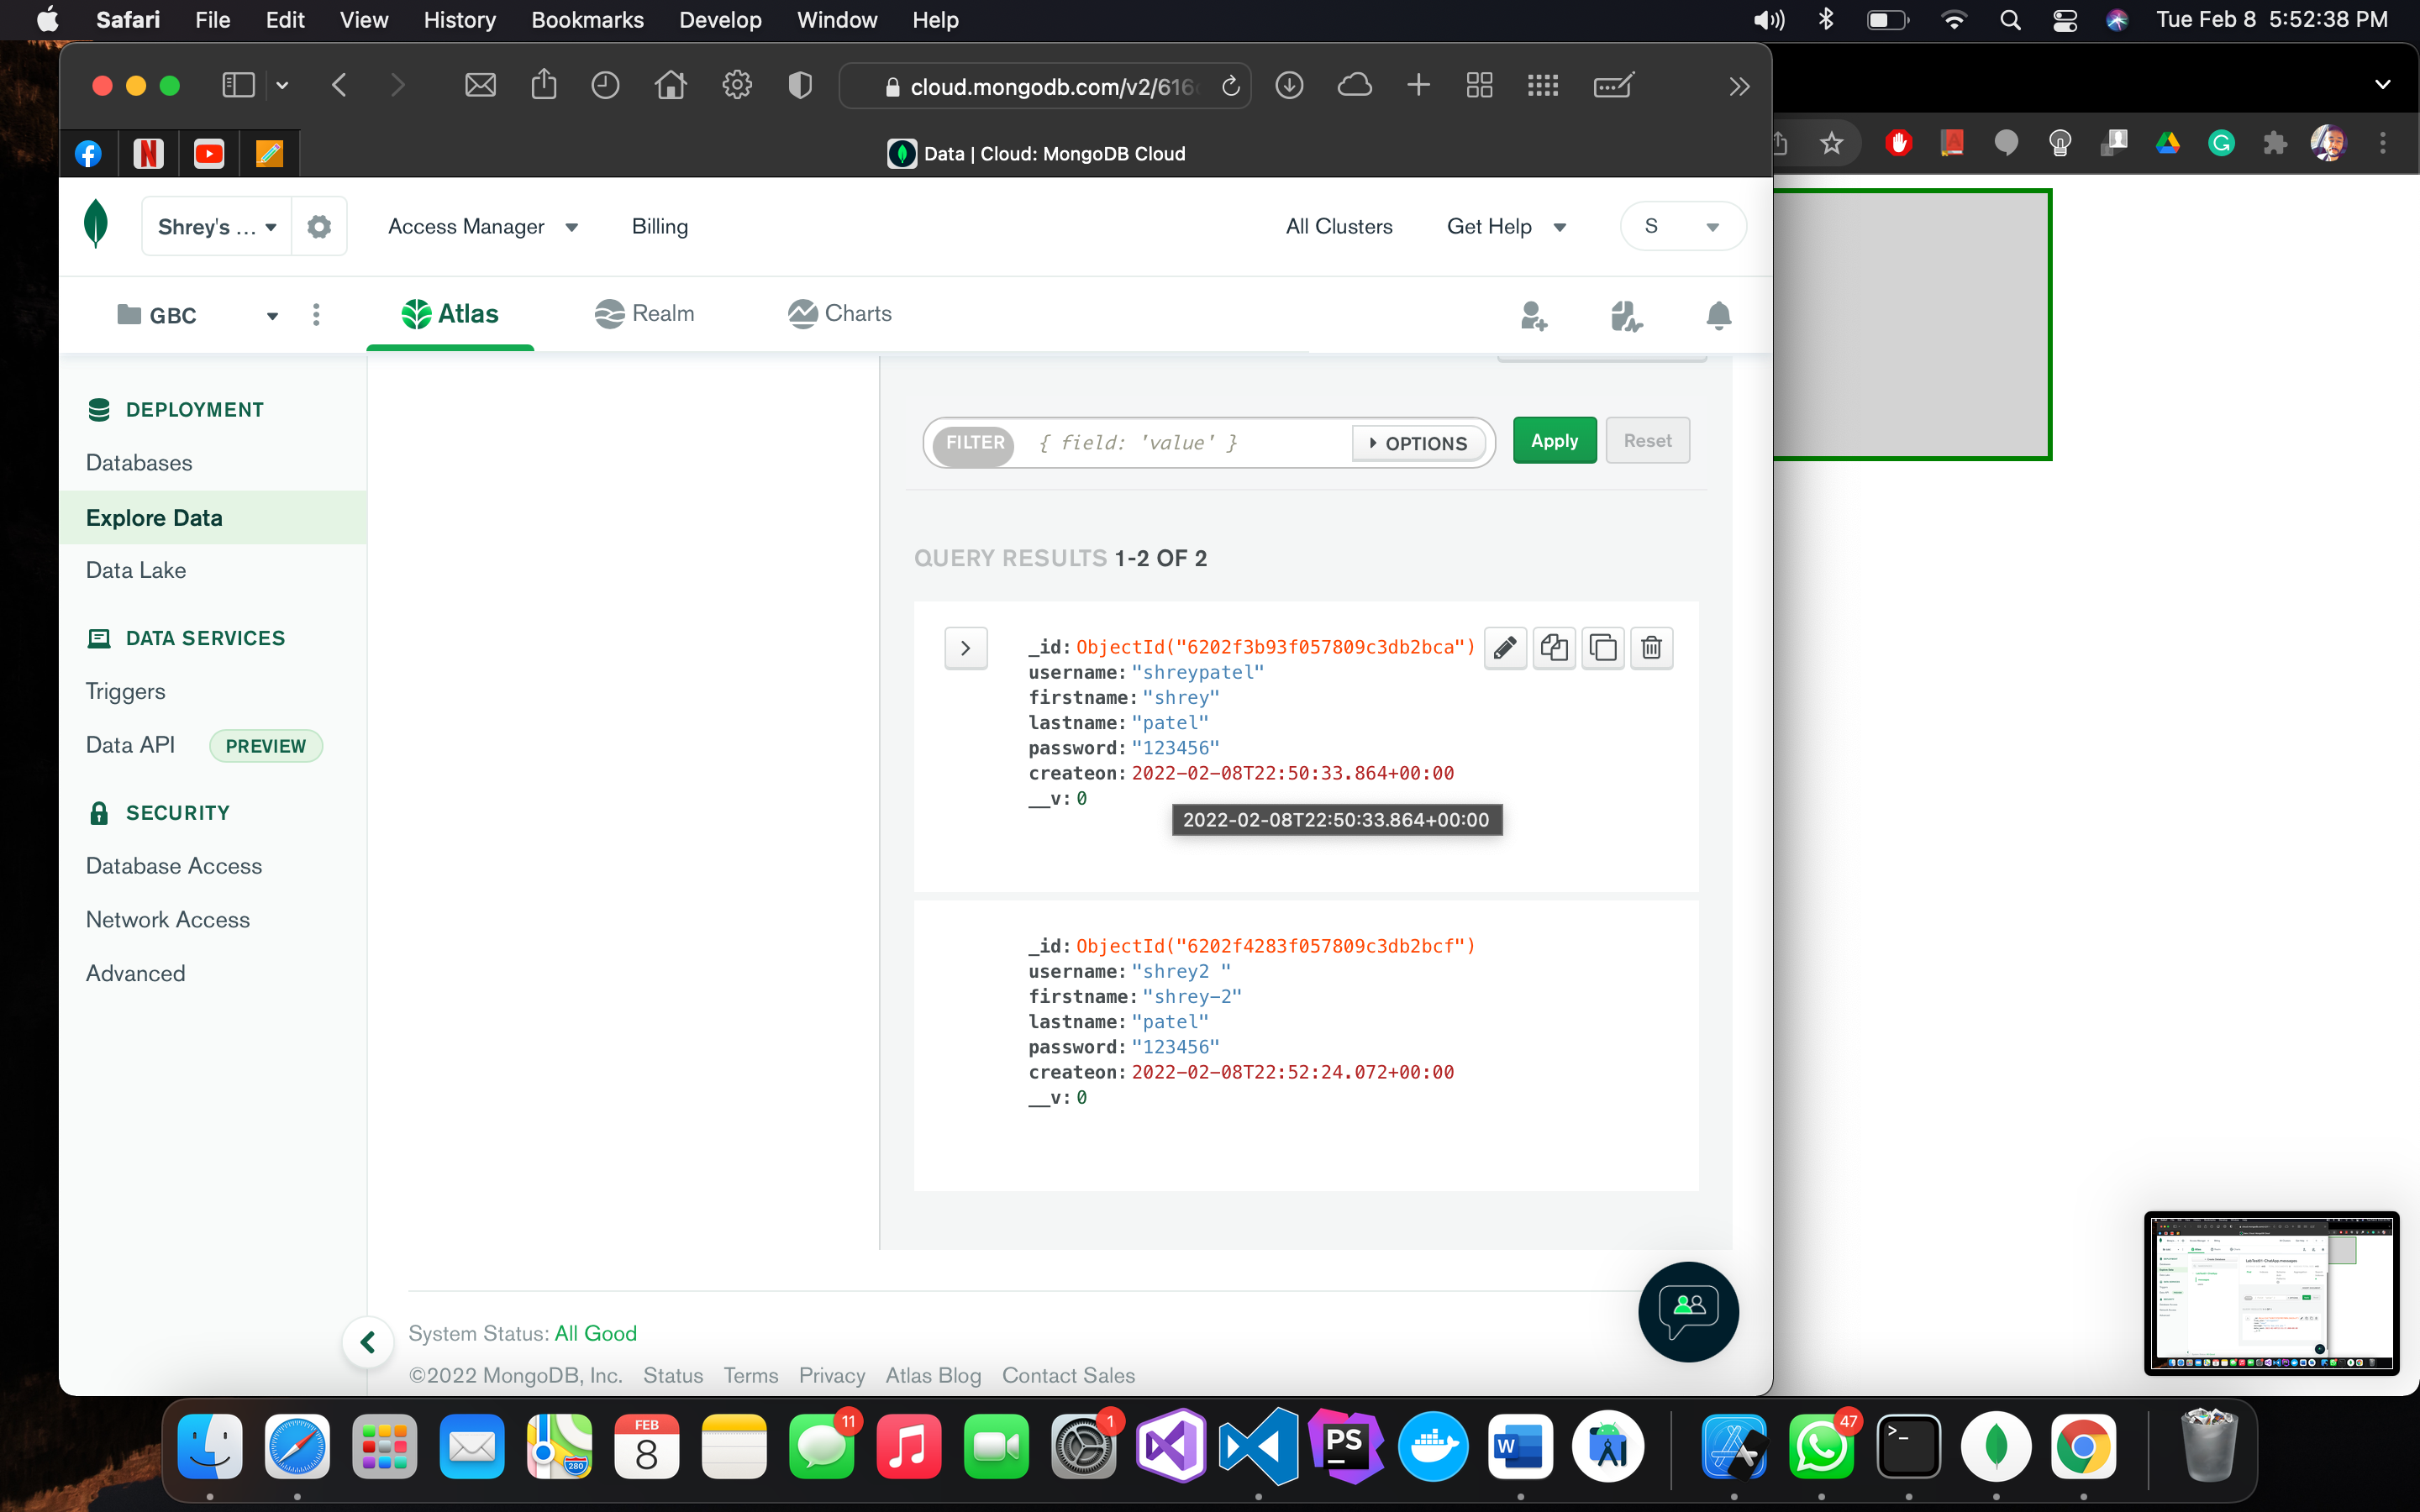 Safari File Edit View History Bookmarks Develop Window Help Tue Feb 8 5:52:38 PM
cloud.mongodb.com/v2/616
Data | Cloud: MongoDB Cloud
Shrey's ... Access Manager Billing All Clusters Get Help S
GBC Atlas Realm Charts
DEPLOYMENT
Databases
Explore Data
Data Lake
DATA SERVICES
Triggers
Data API PREVIEW
SECURITY
Database Access
Network Access
Advanced
FILTER { field: 'value' } OPTIONS Apply Reset
QUERY RESULTS 1-2 OF 2
_id: ObjectId("6202f3b93f057809c3db2bca")
username: "shreypatel"
firstname: "shrey"
lastname: "patel"
password: "123456"
createon: 2022-02-08T22:50:33.864+00:00
__v: 0
2022-02-08T22:50:33.864+00:00
_id: ObjectId("6202f4283f057809c3db2bcf")
username: "shrey2 "
firstname: "shrey-2"
lastname: "patel"
password: "123456"
createon: 2022-02-08T22:52:24.072+00:00
__v: 0
System Status: All Good
©2022 MongoDB, Inc. Status Terms Privacy Atlas Blog Contact Sales
280
FEB
8
11
1
PS
W
47
>_